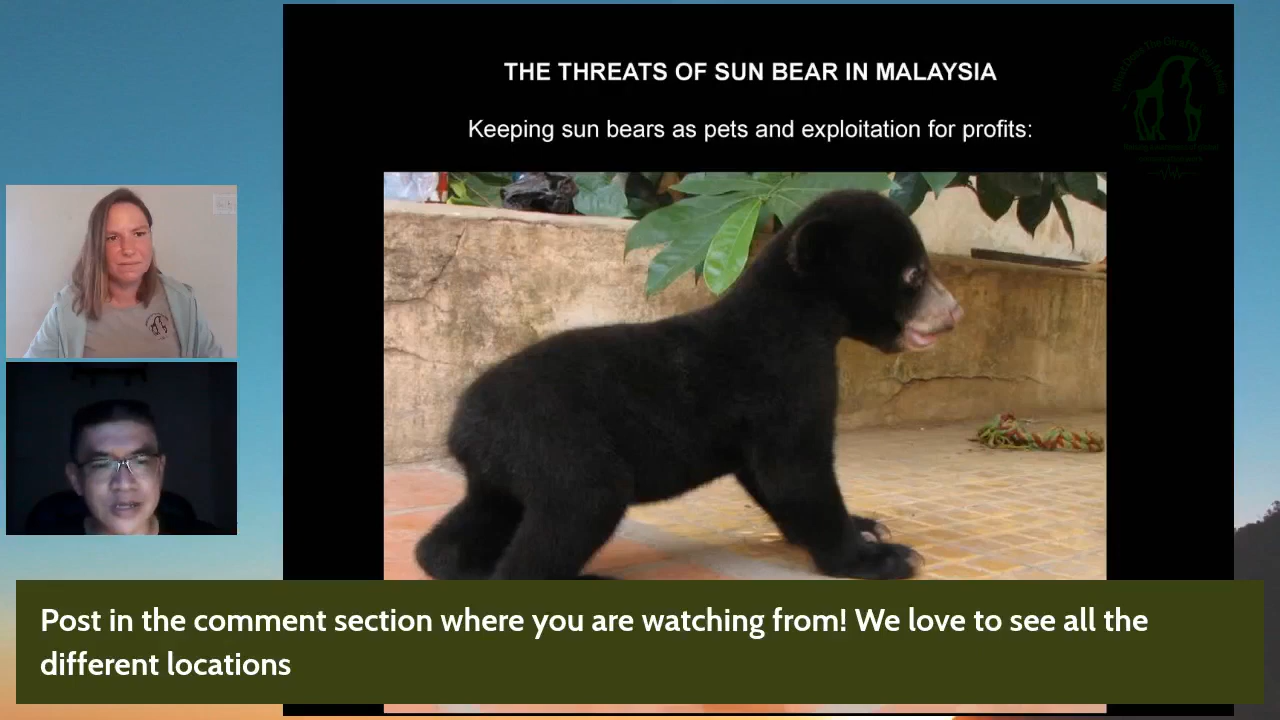 THE THREATS OF SUN BEAR IN MALAYSIA
Keeping sun bears as pets and exploitation for profits:
Post in the comment section where you are watching from! We love to see all the
different locations